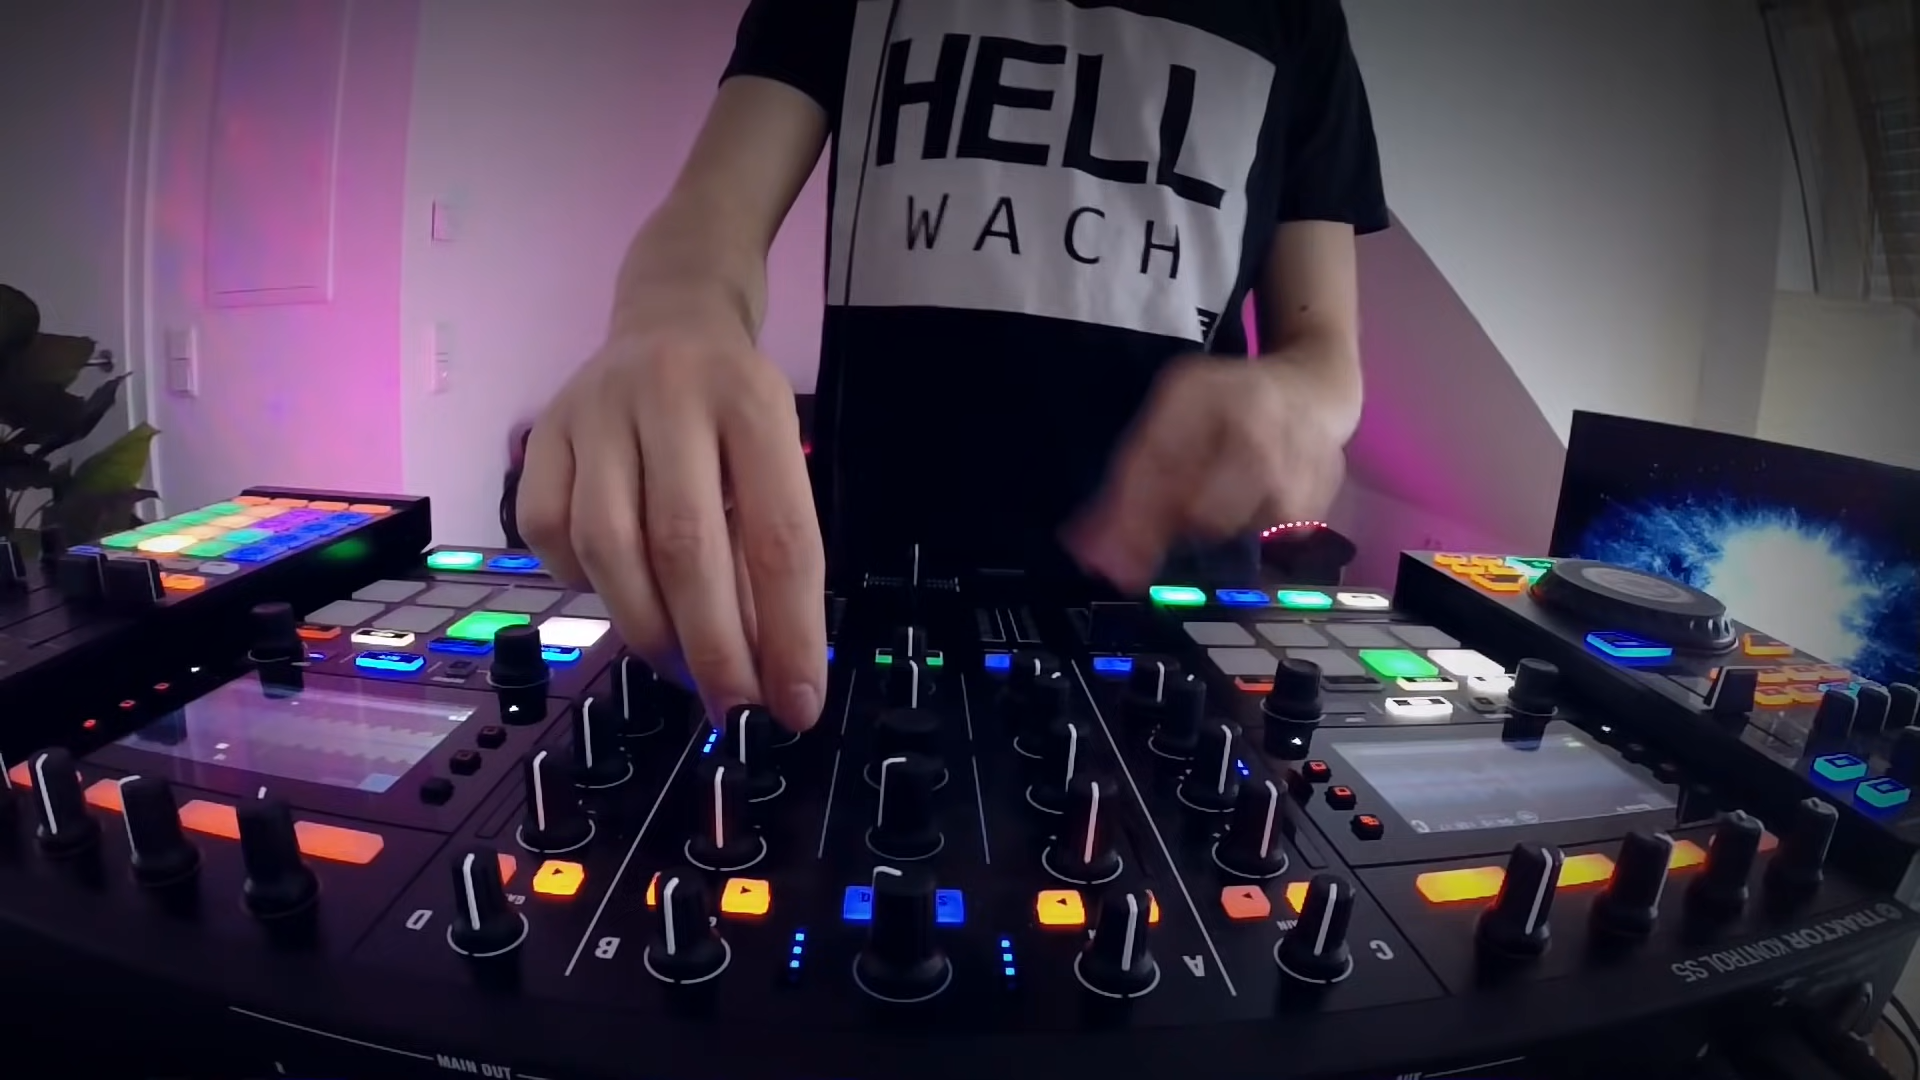 HELL
WACH
D
B
A
C
TRAKTOR KONTROL S5
MAIN OUT